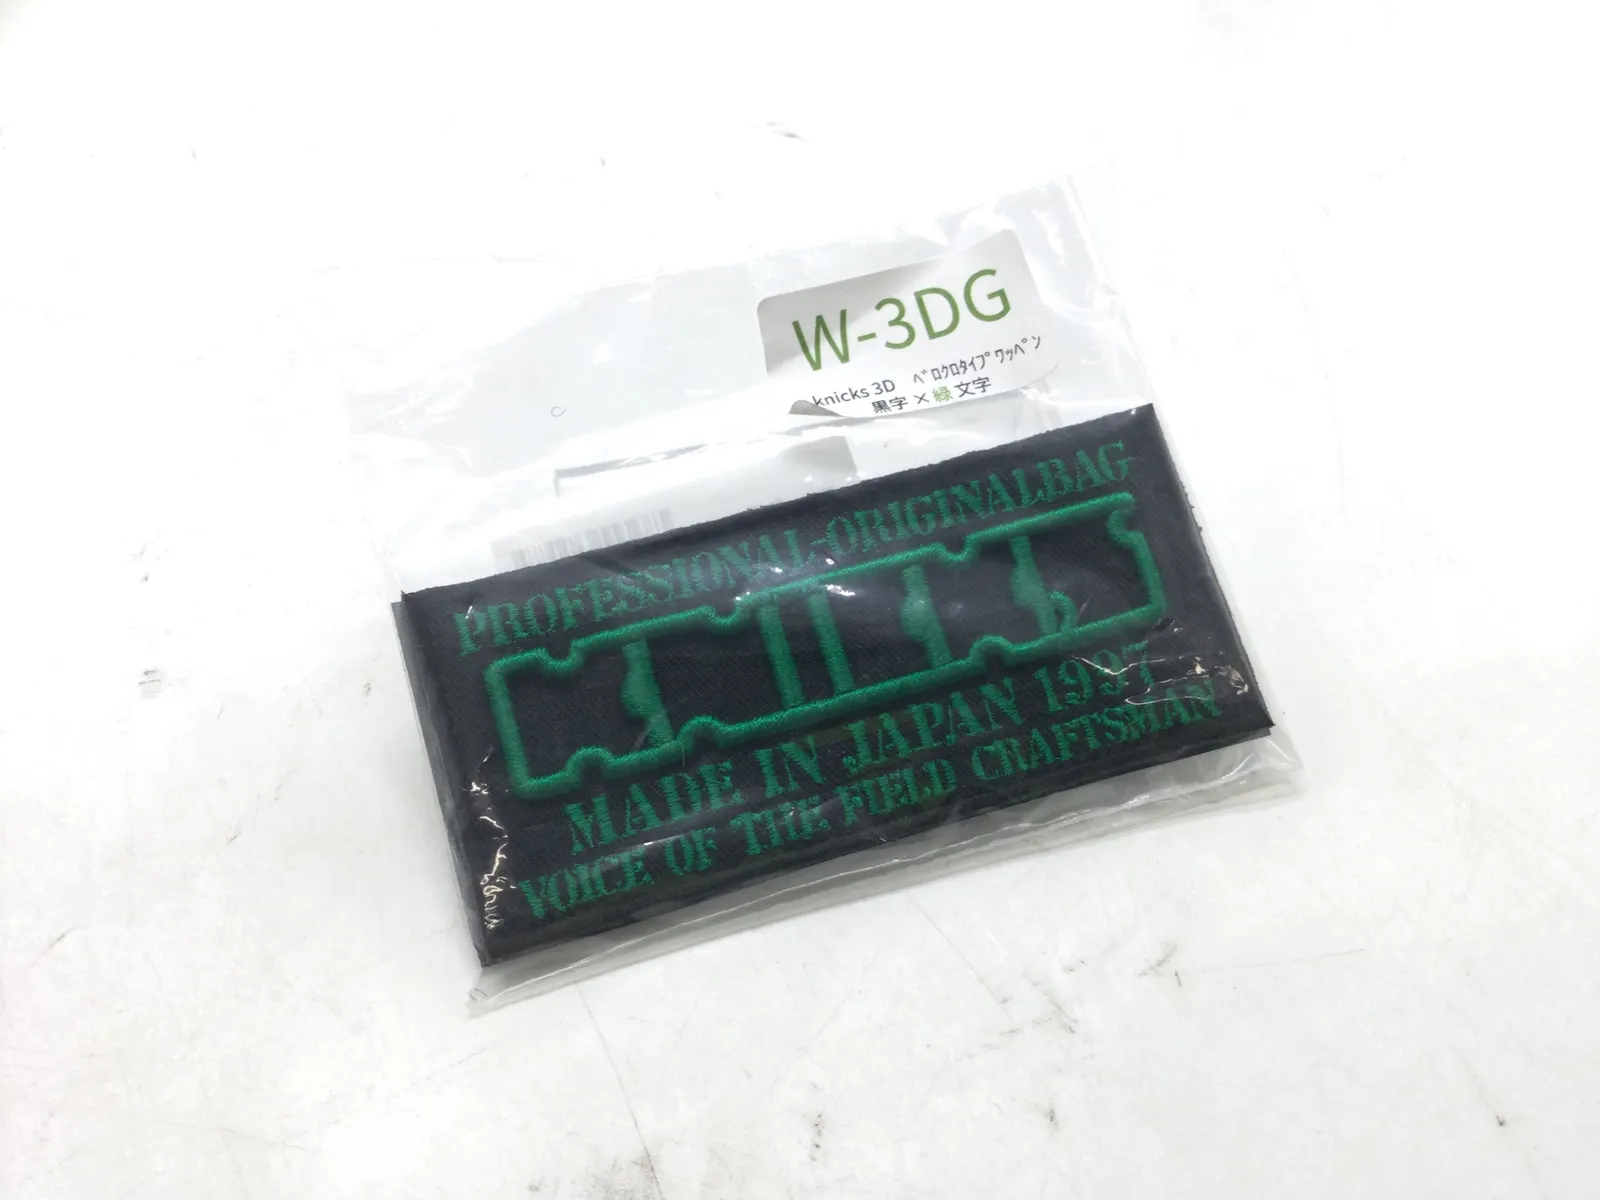 W-3DG
knicks 3D ﾍﾞﾛｸﾛﾀｲﾌﾟﾜｯﾍﾟﾝ
黒字×緑文字
PROFESSIONAL-ORIGINALBAG
KNICKS
MADE IN JAPAN 1997
VOICE OF THE FIELD CRAFTSMAN